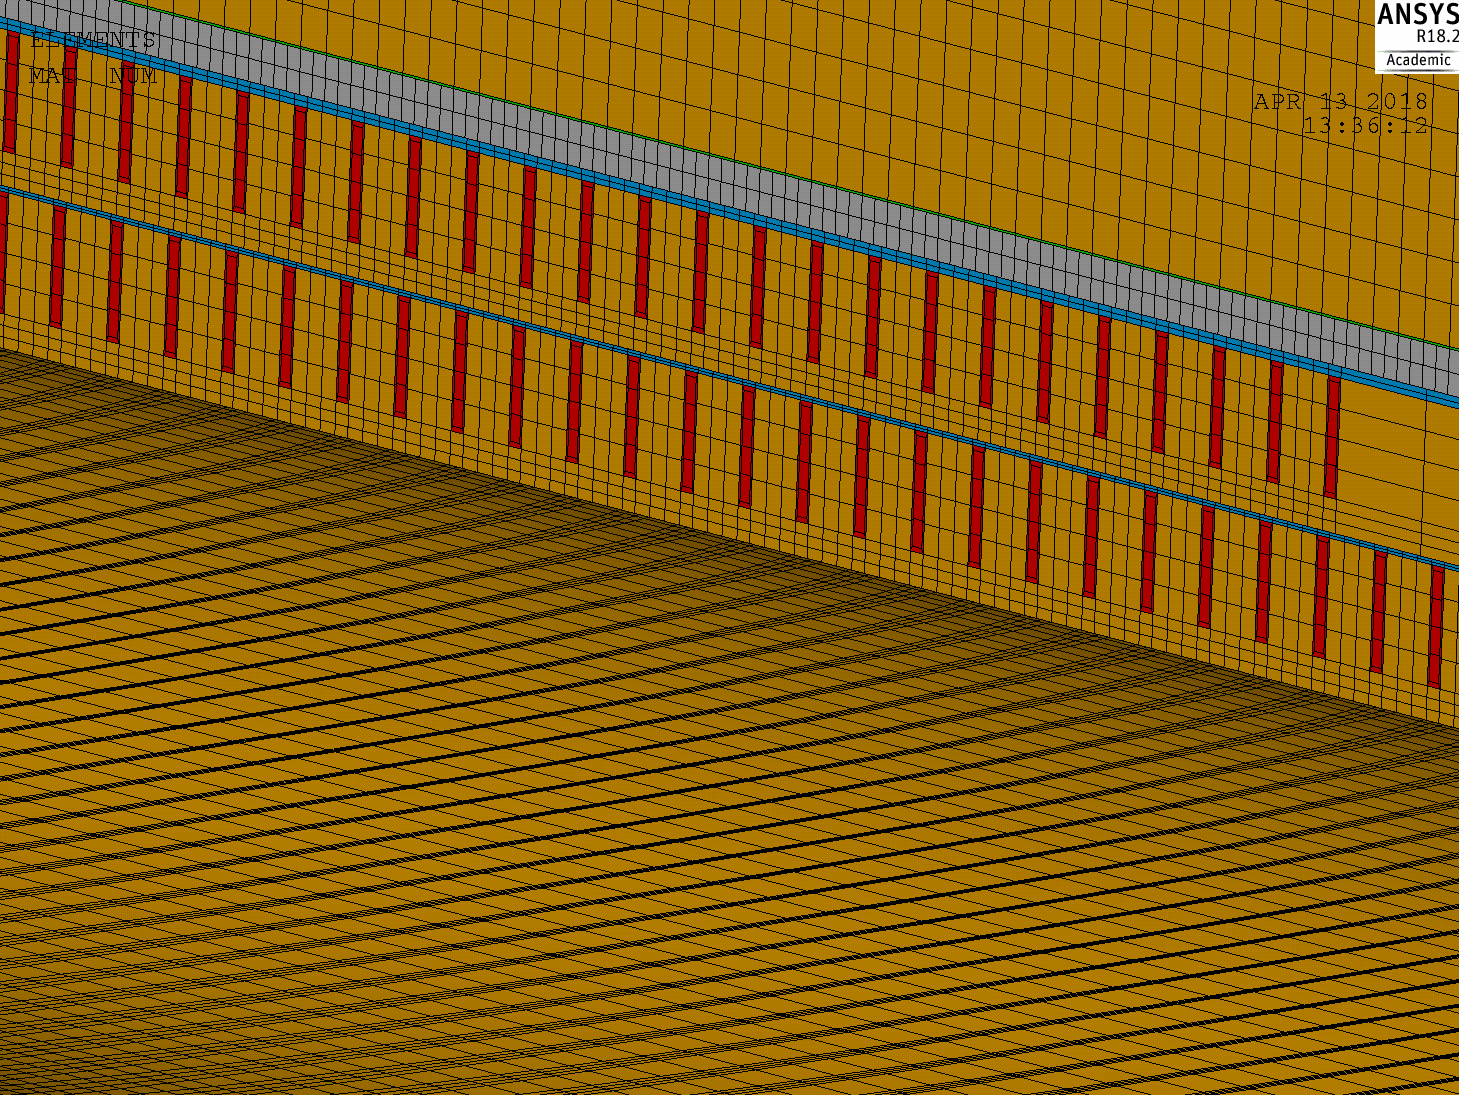 ANSYS
R18.2
Academic
ELEMENTS
MAT NUM
APR 13 2018
13:36:12